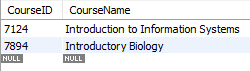 CourseID CourseName
7124 Introduction to Information Systems
7894 Introductory Biology
NULL NULL